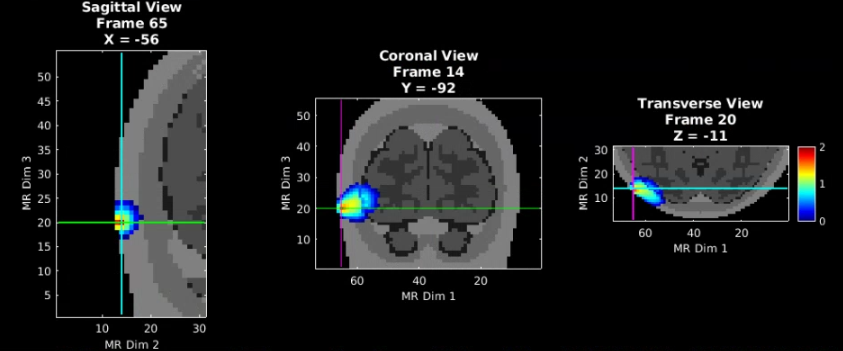 Sagittal View
Frame 65
X = -56
50
45
40
35
30
25
20
15
10
5
MR Dim 3
10 20 30
MR Dim 2
Coronal View
Frame 14
Y = -92
50
40
30
20
10
MR Dim 3
60 40 20
MR Dim 1
Transverse View
Frame 20
Z = -11
30
20
10
MR Dim 2
60 40 20
MR Dim 1
2
1
0